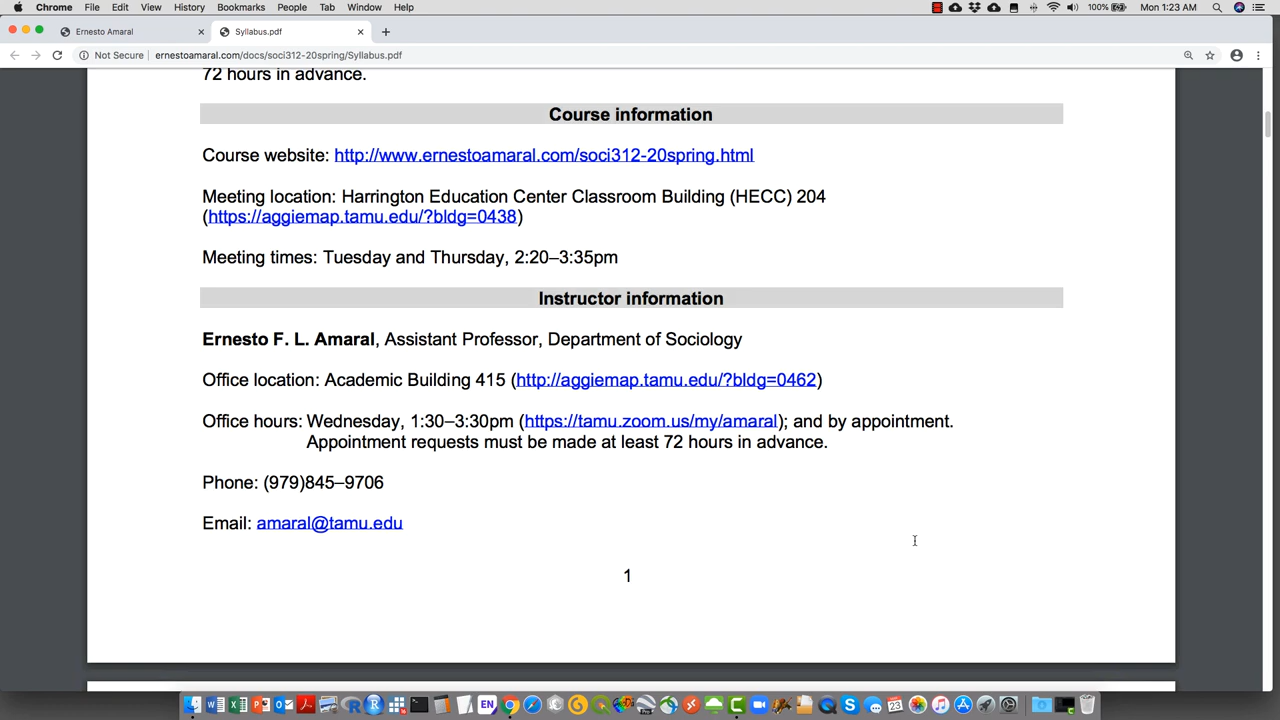 Chrome File Edit View History Bookmarks People Tab Window Help 100% Mon 1:23 AM
Ernesto Amaral Syllabus.pdf
Not Secure ernestoamaral.com/docs/soci312-20spring/Syllabus.pdf
72 hours in advance.
Course information
Course website: http://www.ernestoamaral.com/soci312-20spring.html
Meeting location: Harrington Education Center Classroom Building (HECC) 204
(https://aggiemap.tamu.edu/?bldg=0438)
Meeting times: Tuesday and Thursday, 2:20–3:35pm
Instructor information
Ernesto F. L. Amaral, Assistant Professor, Department of Sociology
Office location: Academic Building 415 (http://aggiemap.tamu.edu/?bldg=0462)
Office hours: Wednesday, 1:30–3:30pm (https://tamu.zoom.us/my/amaral); and by appointment.
Appointment requests must be made at least 72 hours in advance.
Phone: (979)845–9706
Email: amaral@tamu.edu
1
EN